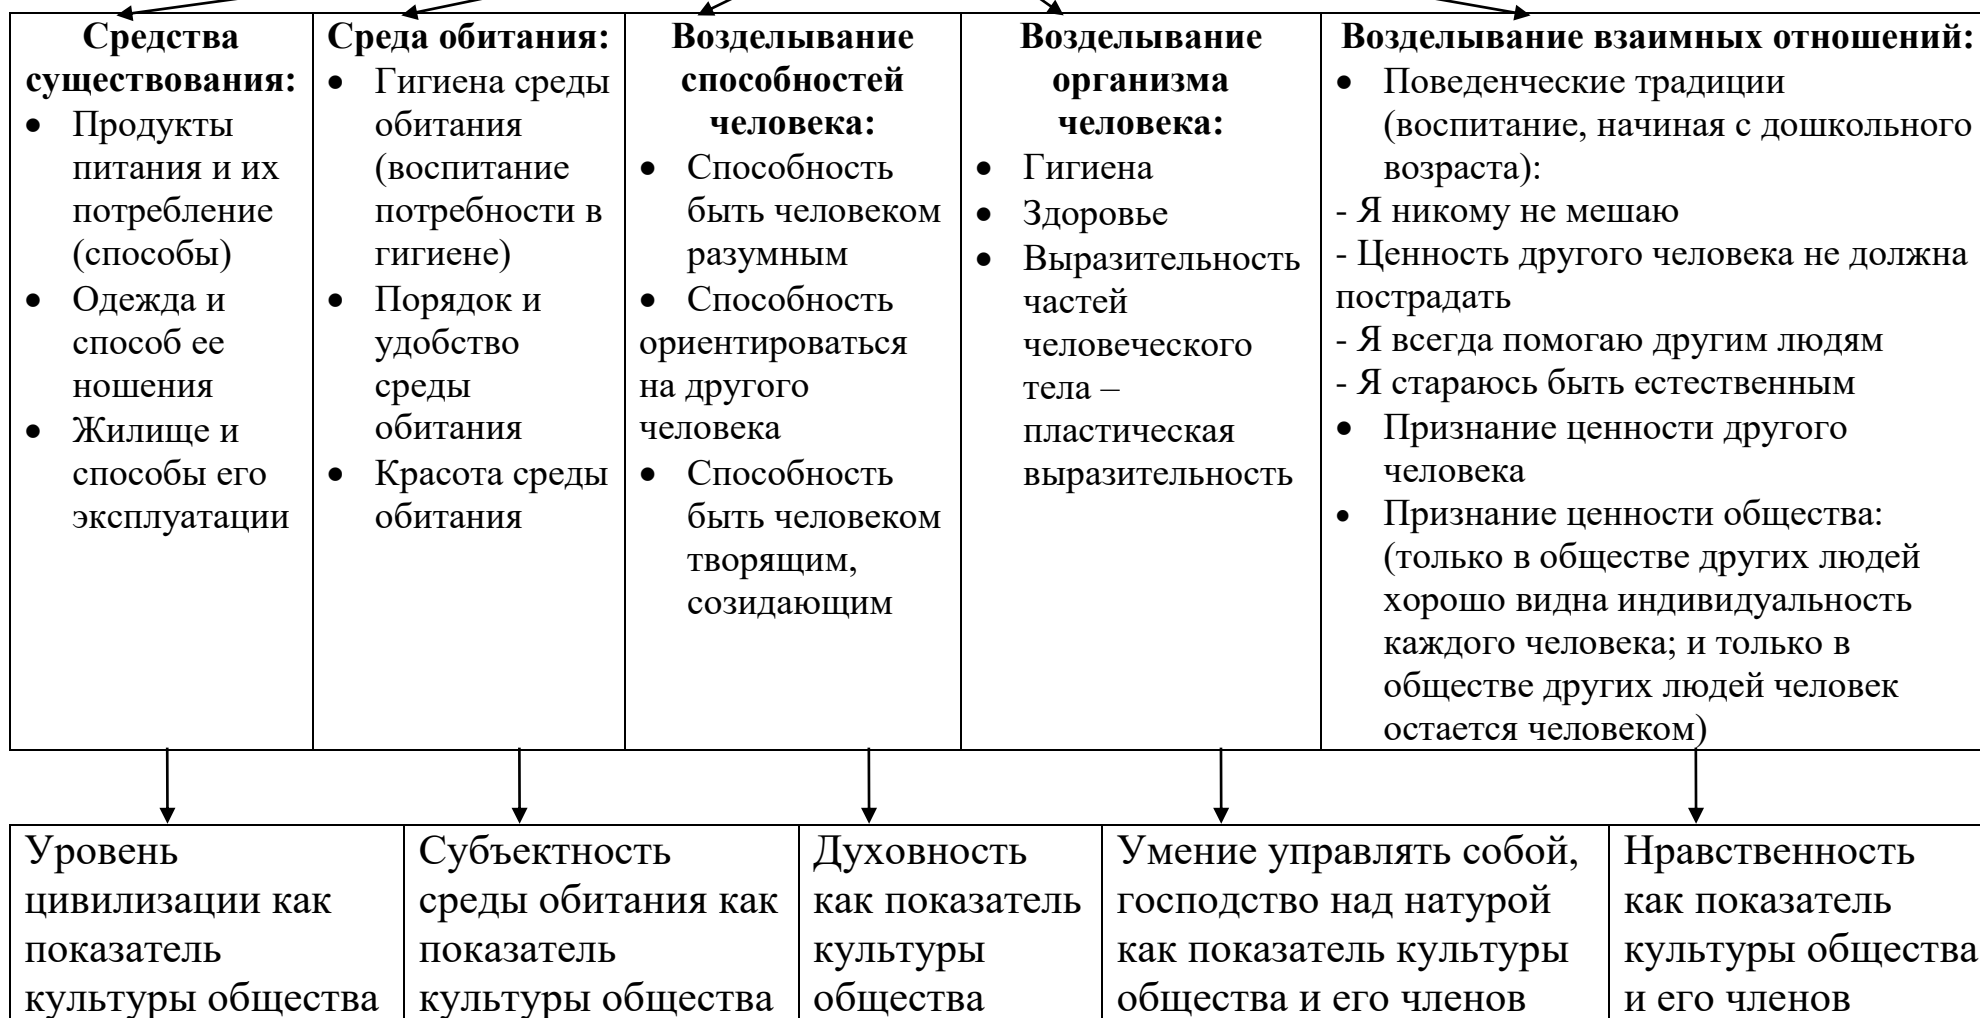 Средства
существования:
• Продукты
питания и их
потребление
(способы)
• Одежда и
способ ее
ношения
• Жилище и
способы его
эксплуатации
Среда обитания:
• Гигиена среды
обитания
(воспитание
потребности в
гигиене)
• Порядок и
удобство
среды
обитания
• Красота среды
обитания
Возделывание
способностей
человека:
• Способность
быть человеком
разумным
• Способность
ориентироваться
на другого
человека
• Способность
быть человеком
творящим,
созидающим
Возделывание
организма
человека:
• Гигиена
• Здоровье
• Выразительность
частей
человеческого
тела –
пластическая
выразительность
Возделывание взаимных отношений:
• Поведенческие традиции
(воспитание, начиная с дошкольного
возраста):
- Я никому не мешаю
- Ценность другого человека не должна
пострадать
- Я всегда помогаю другим людям
- Я стараюсь быть естественным
• Признание ценности другого
человека
• Признание ценности общества:
(только в обществе других людей
хорошо видна индивидуальность
каждого человека; и только в
обществе других людей человек
остается человеком)
Уровень
цивилизации как
показатель
культуры общества
Субъектность
среды обитания как
показатель
культуры общества
Духовность
как показатель
культуры
общества
Умение управлять собой,
господство над натурой
как показатель культуры
общества и его членов
Нравственность
как показатель
культуры общества
и его членов